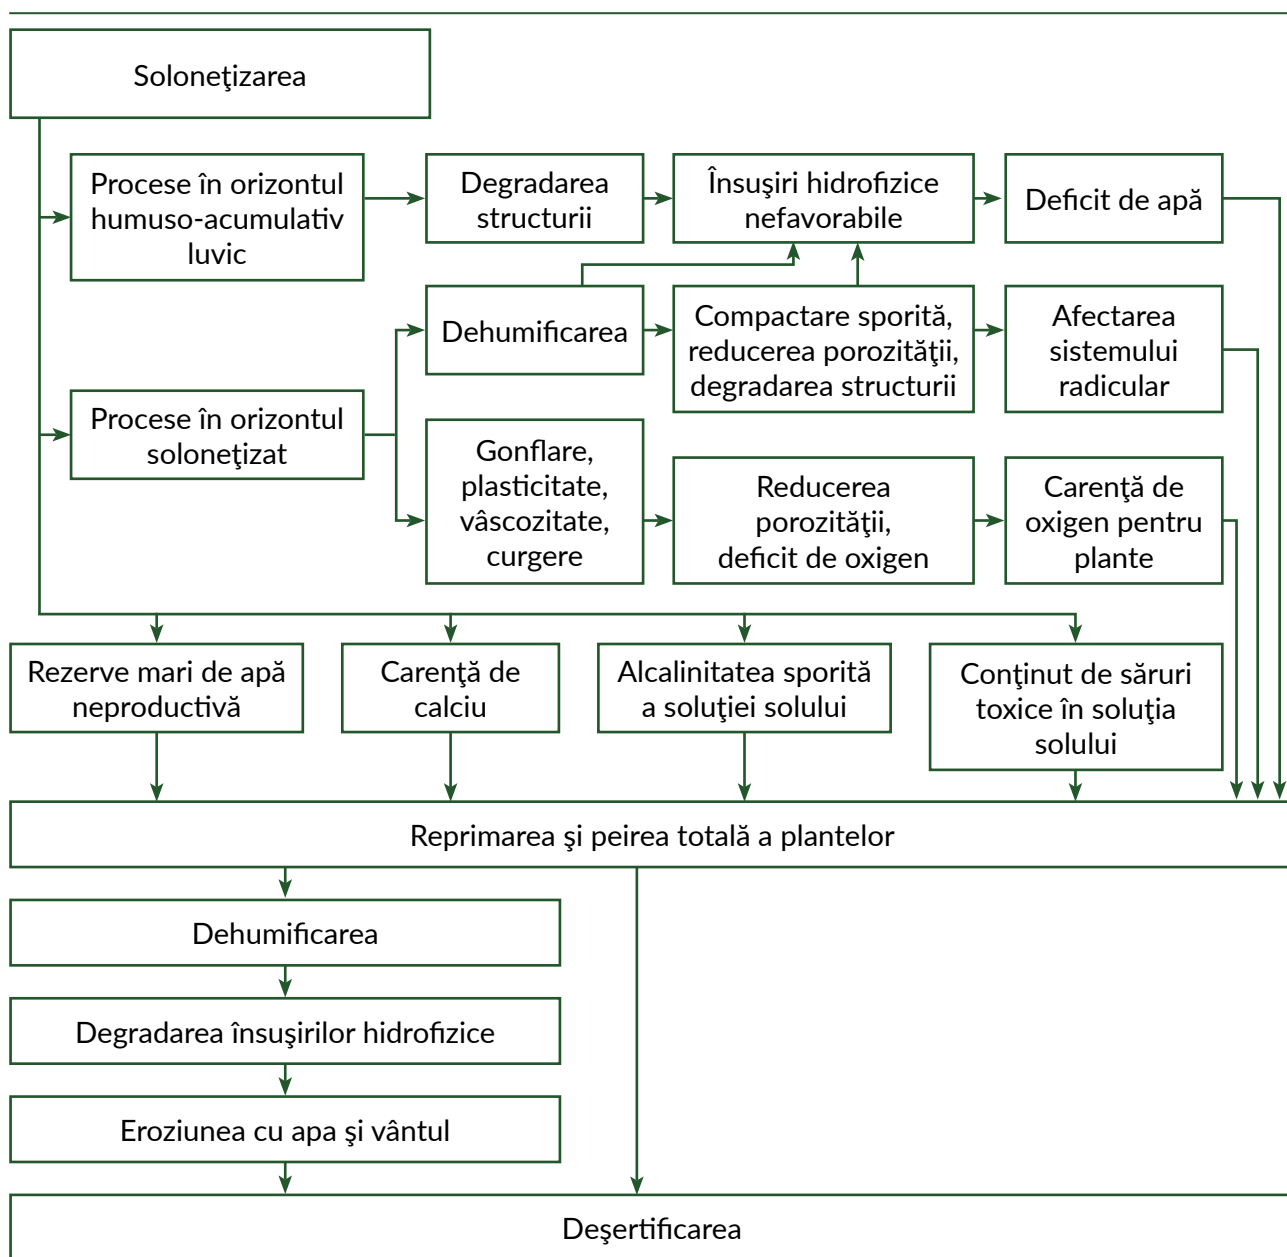 Soloneţizarea
Procese în orizontul
humuso-acumulativ
luvic
Degradarea
structurii
Însuşiri hidrofizice
nefavorabile
Deficit de apă
Dehumificarea
Compactare sporită,
reducerea porozităţii,
degradarea structurii
Afectarea
sistemului
radicular
Procese în orizontul
soloneţizat
Gonflare,
plasticitate,
vâscozitate,
curgere
Reducerea
porozităţii,
deficit de oxigen
Carenţă de
oxigen pentru
plante
Rezerve mari de apă
neproductivă
Carenţă de
calciu
Alcalinitatea sporită
a soluţiei solului
Conţinut de săruri
toxice în soluţia
solului
Reprimarea şi peirea totală a plantelor
Dehumificarea
Degradarea însuşirilor hidrofizice
Eroziunea cu apa şi vântul
Deşertificarea